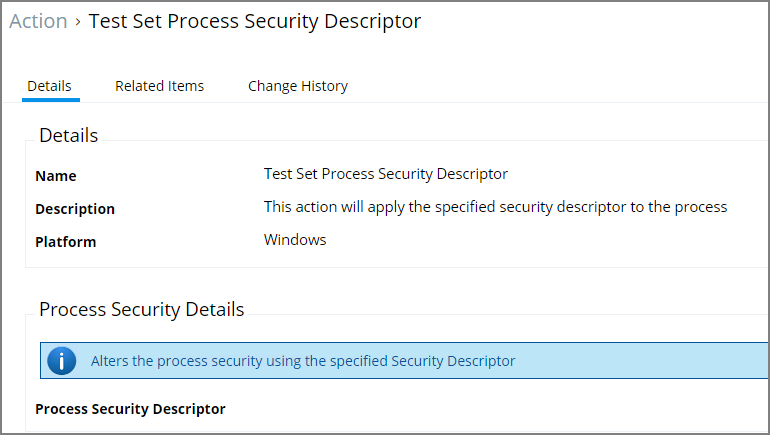 Action › Test Set Process Security Descriptor
Details Related Items Change History
Details
Name Test Set Process Security Descriptor
Description This action will apply the specified security descriptor to the process
Platform Windows
Process Security Details
i Alters the process security using the specified Security Descriptor
Process Security Descriptor